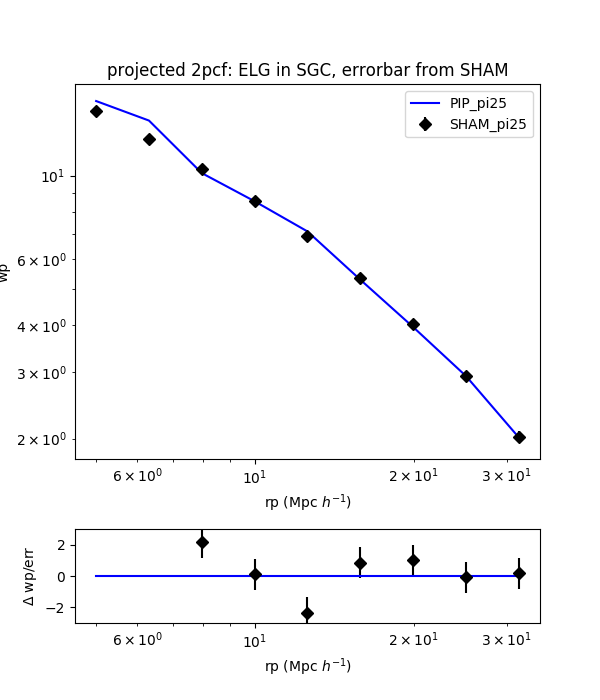 projected 2pcf: ELG in SGC, errorbar from SHAM
PIP_pi25
SHAM_pi25
wp
10¹
6 × 10⁰
4 × 10⁰
3 × 10⁰
2 × 10⁰
6 × 10⁰
10¹
2 × 10¹
3 × 10¹
rp (Mpc h⁻¹)
Δ wp/err
2
0
−2
6 × 10⁰
10¹
2 × 10¹
3 × 10¹
rp (Mpc h⁻¹)